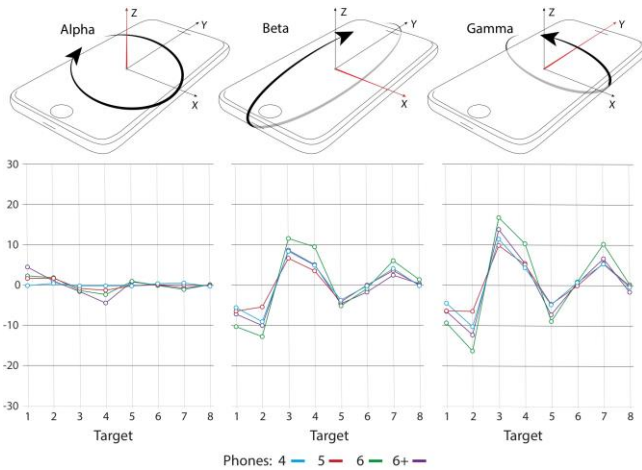 Alpha Z Y X
Beta Z Y X
Gamma Z Y X
30
20
10
0
-10
-20
-30
1 2 3 4 5 6 7 8
1 2 3 4 5 6 7 8
1 2 3 4 5 6 7 8
Target Target Target
Phones: 4 5 6 6+